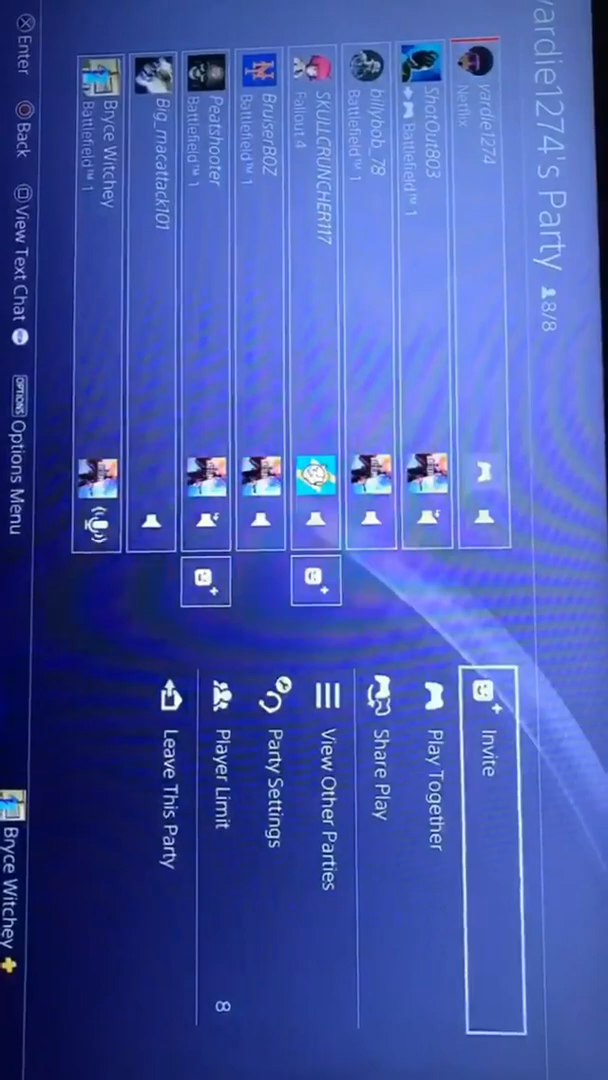 vardie1274's Party 8/8
vardie1274
Netflix
ShotOut803
Battlefield™ 1
billybob_78
Battlefield™ 1
SKULLCRUNCHER117
Fallout 4
BruiserB0Z
Battlefield™ 1
Peatshooter
Battlefield™ 1
Big_macattack101
Bryce Witchey
Battlefield™ 1
Invite
Play Together
Share Play
View Other Parties
Party Settings
Player Limit 8
Leave This Party
Enter Back View Text Chat OPTIONS Options Menu
Bryce Witchey